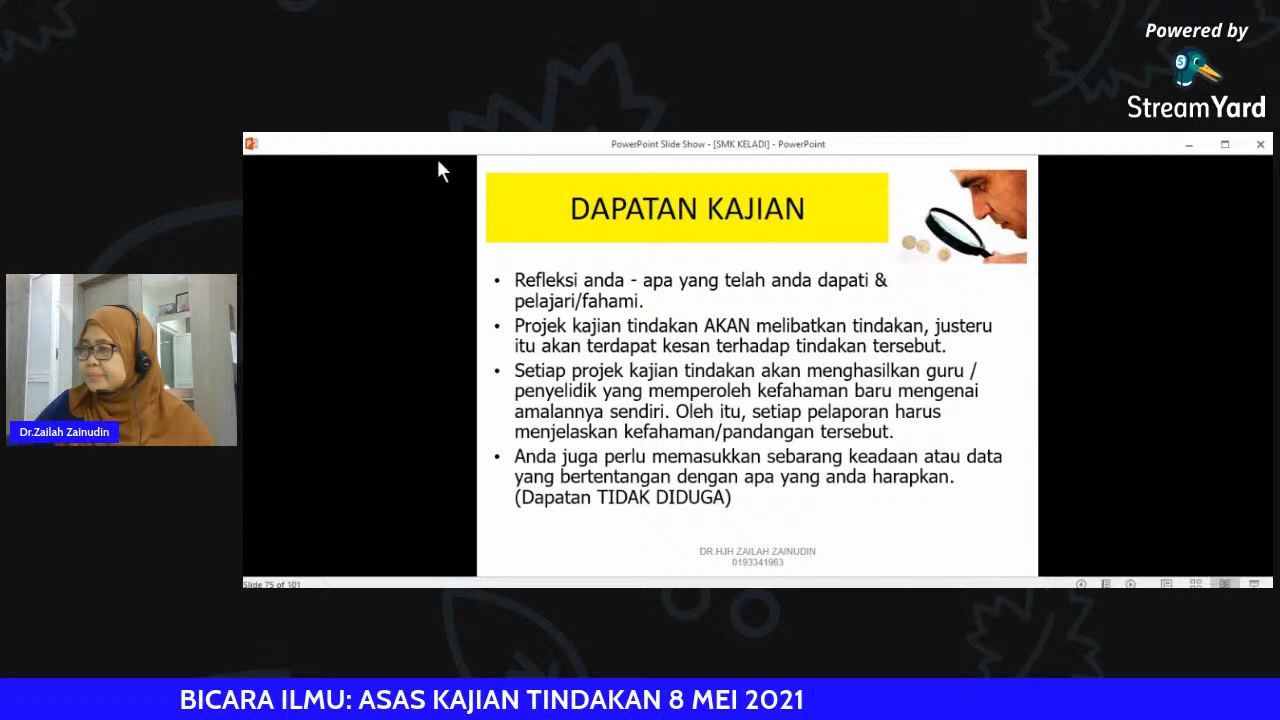 Powered by
StreamYard
PowerPoint Slide Show - [SMK KELADI] - PowerPoint
DAPATAN KAJIAN
• Refleksi anda - apa yang telah anda dapati &
pelajari/fahami.
• Projek kajian tindakan AKAN melibatkan tindakan, justeru
itu akan terdapat kesan terhadap tindakan tersebut.
• Setiap projek kajian tindakan akan menghasilkan guru /
penyelidik yang memperoleh kefahaman baru mengenai
amalannya sendiri. Oleh itu, setiap pelaporan harus
menjelaskan kefahaman/pandangan tersebut.
• Anda juga perlu memasukkan sebarang keadaan atau data
yang bertentangan dengan apa yang anda harapkan.
(Dapatan TIDAK DIDUGA)
DR.HJH ZAILAH ZAINUDIN
0193341963
Slide 75 of 101
Dr.Zailah Zainudin
BICARA ILMU: ASAS KAJIAN TINDAKAN 8 MEI 2021